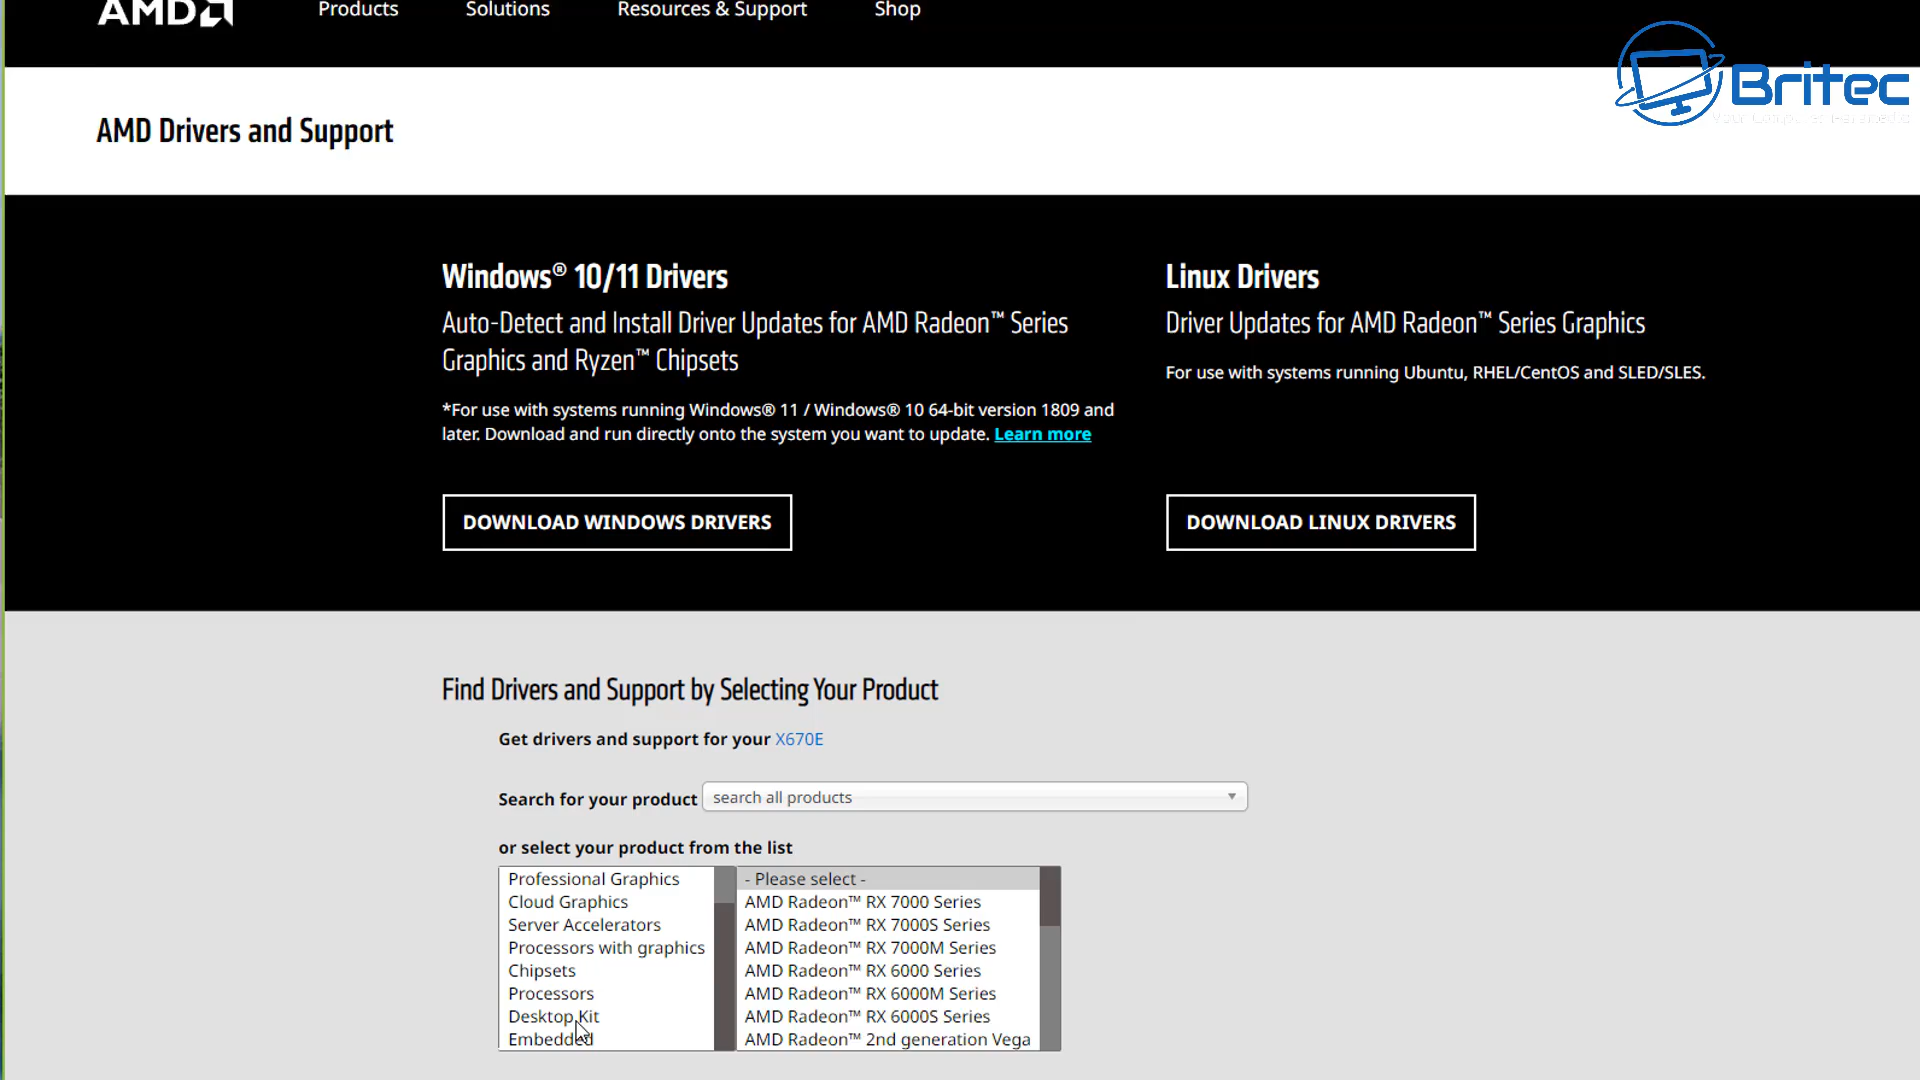 AMD
Products
Solutions
Resources & Support
Shop
Britec
AMD Drivers and Support
Windows® 10/11 Drivers
Auto-Detect and Install Driver Updates for AMD Radeon™ Series
Graphics and Ryzen™ Chipsets
*For use with systems running Windows® 11 / Windows® 10 64-bit version 1809 and
later. Download and run directly onto the system you want to update. Learn more
DOWNLOAD WINDOWS DRIVERS
Linux Drivers
Driver Updates for AMD Radeon™ Series Graphics
For use with systems running Ubuntu, RHEL/CentOS and SLED/SLES.
DOWNLOAD LINUX DRIVERS
Find Drivers and Support by Selecting Your Product
Get drivers and support for your X670E
Search for your product search all products
or select your product from the list
Professional Graphics
Cloud Graphics
Server Accelerators
Processors with graphics
Chipsets
Processors
Desktop Kit
Embedded
- Please select -
AMD Radeon™ RX 7000 Series
AMD Radeon™ RX 7000S Series
AMD Radeon™ RX 7000M Series
AMD Radeon™ RX 6000 Series
AMD Radeon™ RX 6000M Series
AMD Radeon™ RX 6000S Series
AMD Radeon™ 2nd generation Vega